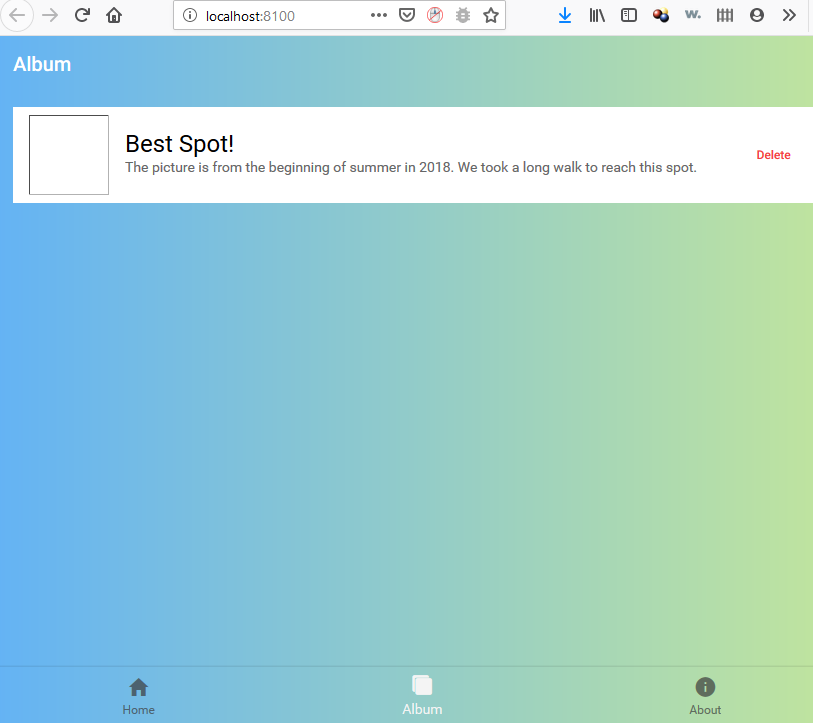 localhost:8100
w.
Album
Best Spot!
The picture is from the beginning of summer in 2018. We took a long walk to reach this spot.
Delete
Home
Album
About